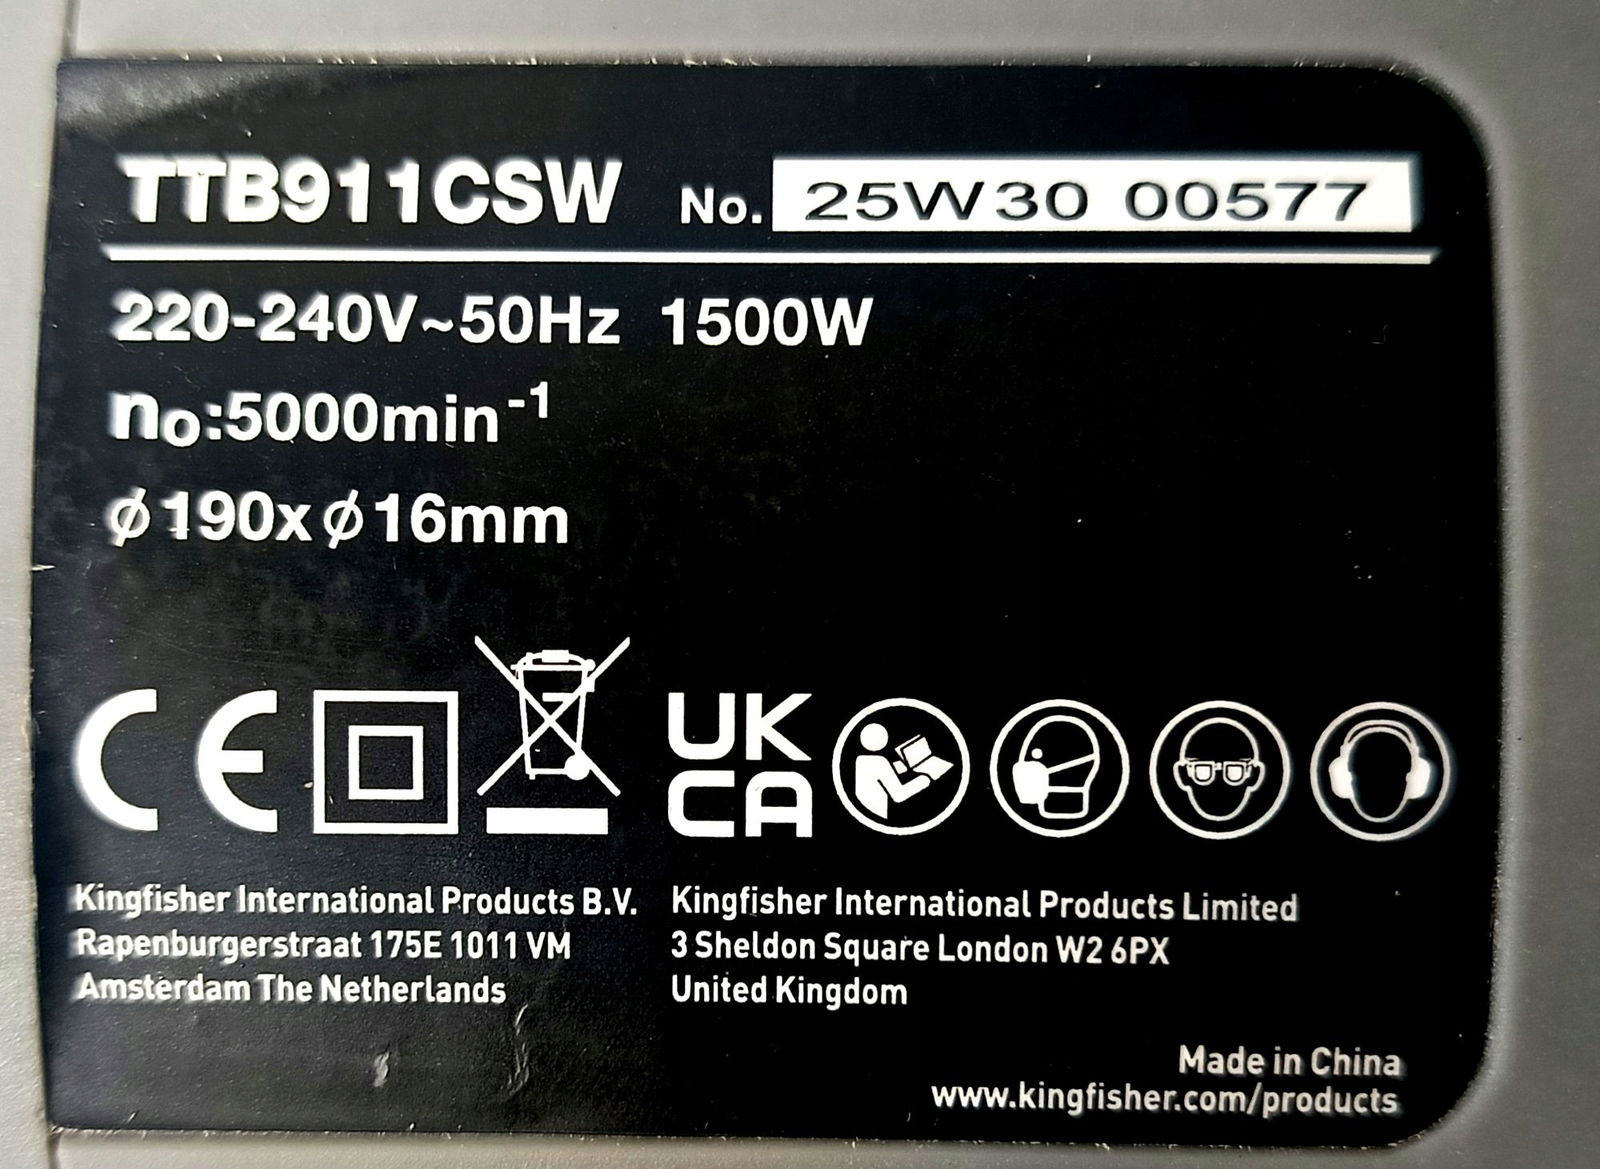 TTB911CSW No. 25W30 00577
220-240V~50Hz 1500W
no:5000min⁻¹
ϕ190xϕ16mm
CE UK
CA
Kingfisher International Products B.V.
Rapenburgerstraat 175E 1011 VM
Amsterdam The Netherlands
Kingfisher International Products Limited
3 Sheldon Square London W2 6PX
United Kingdom
Made in China
www.kingfisher.com/products